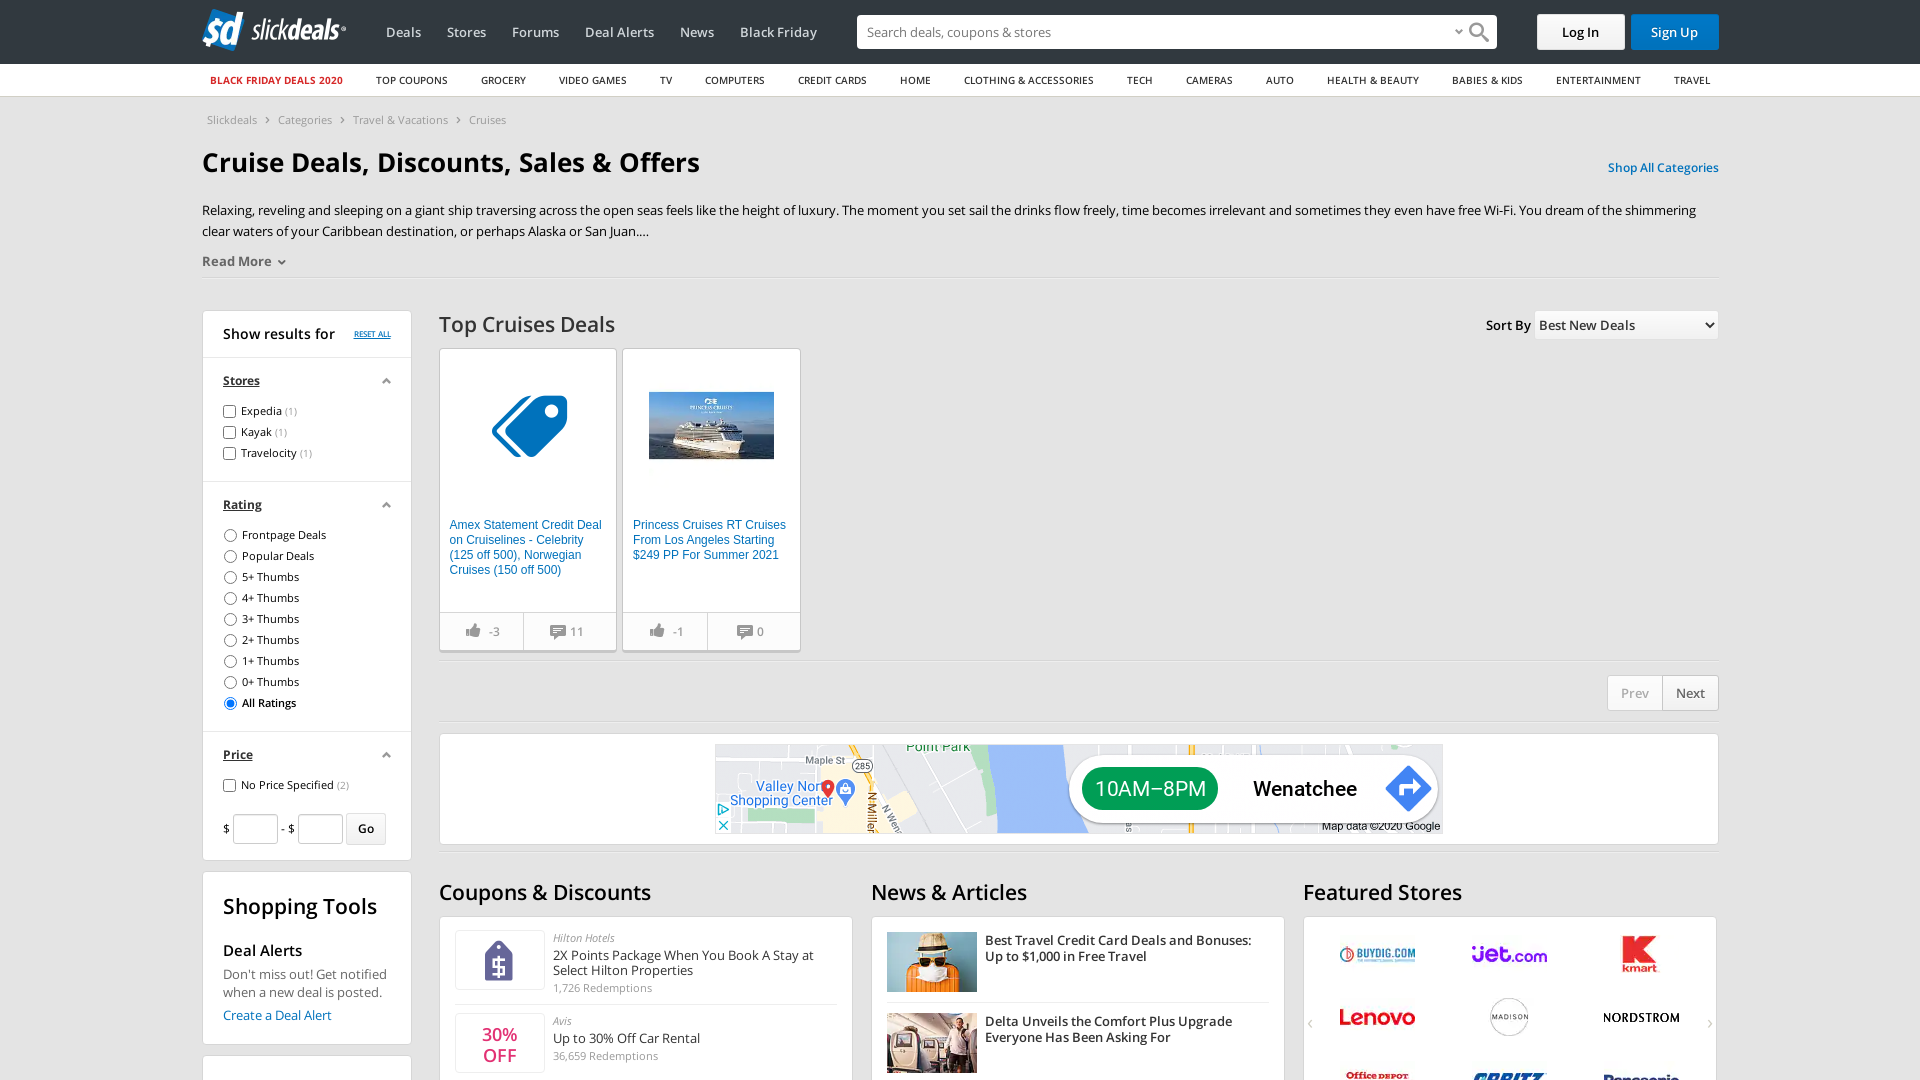 sd slickdeals
Deals
Stores
Forums
Deal Alerts
News
Black Friday
Search deals, coupons & shops
Log In
Sign Up
BLACK FRIDAY DEALS 2020
TOP COUPONS
GROCERY
VIDEO GAMES
TV
COMPUTERS
CREDIT CARDS
HOME
CLOTHING & ACCESSORIES
TECH
CAMERAS
AUTO
HEALTH & BEAUTY
BABIES & KIDS
ENTERTAINMENT
TRAVEL
Slickdeals › Categories › Travel & Vacations › Cruises
Cruise Deals, Discounts, Sales & Offers
Shop All Categories
Relaxing, reveling and sleeping on a giant ship traversing across the open seas feels like the height of luxury. The moment you set sail the drinks flow freely, time becomes irrelevant and sometimes they even have free Wi-Fi. You dream of the shimmering
clear waters of your Caribbean destination, or perhaps Alaska or San Juan....
Read More
Show results for
RESET ALL
Stores
Expedia (1)
Kayak (1)
Travelocity (1)
Rating
Frontpage Deals
Popular Deals
5+ Thumbs
4+ Thumbs
3+ Thumbs
2+ Thumbs
1+ Thumbs
0+ Thumbs
All Ratings
Price
No Price Specified (2)
$ - $ Go
Shopping Tools
Deal Alerts
Don't miss out! Get notified
when a new deal is posted.
Create a Deal Alert
Top Cruises Deals
Sort By Best New Deals
Amex Statement Credit Deal
on Cruiselines - Celebrity
(125 off 500), Norwegian
Cruises (150 off 500)
-3
11
PRINCESS CRUISES
Princess Cruises RT Cruises
From Los Angeles Starting
$249 PP For Summer 2021
-1
0
Prev
Next
Point Park
Maple St
285
Valley Nor
Shopping Center
N Miller
N Wen
10AM–8PM
Wenatchee
Map data ©2020 Google
Coupons & Discounts
Hilton Hotels
2X Points Package When You Book A Stay at
Select Hilton Properties
1,726 Redemptions
30%
OFF
Avis
Up to 30% Off Car Rental
36,659 Redemptions
News & Articles
Best Travel Credit Card Deals and Bonuses:
Up to $1,000 in Free Travel
Delta Unveils the Comfort Plus Upgrade
Everyone Has Been Asking For
Featured Stores
BUYDIG.COM
Jet.com
kmart
Lenovo
MADISON
NORDSTROM
Office DEPOT
ORBITZ
Panasonic